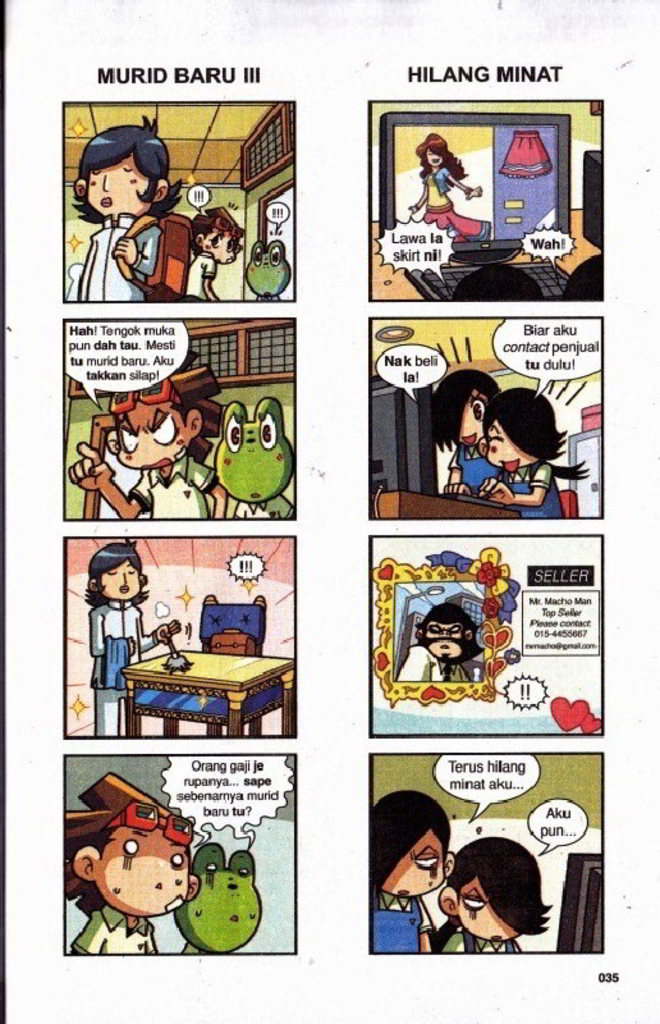 MURID BARU III
!!!
!!!
Hah! Tengok muka
pun dah tau. Mesti
tu murid baru. Aku
takkan silap!
!!!
Orang gaji je
rupanya... sape
sebenarnya murid
baru tu?
HILANG MINAT
Lawa la
skirt ni!
Wah!!
Nak beli
la!
Biar aku
contact penjual
tu dulu!
SELLER
Mr. Macho Man
Top Seller
Please contact:
015-4455667
mrmacho@gmail.com
!!
Terus hilang
minat aku...
Aku
pun...
035